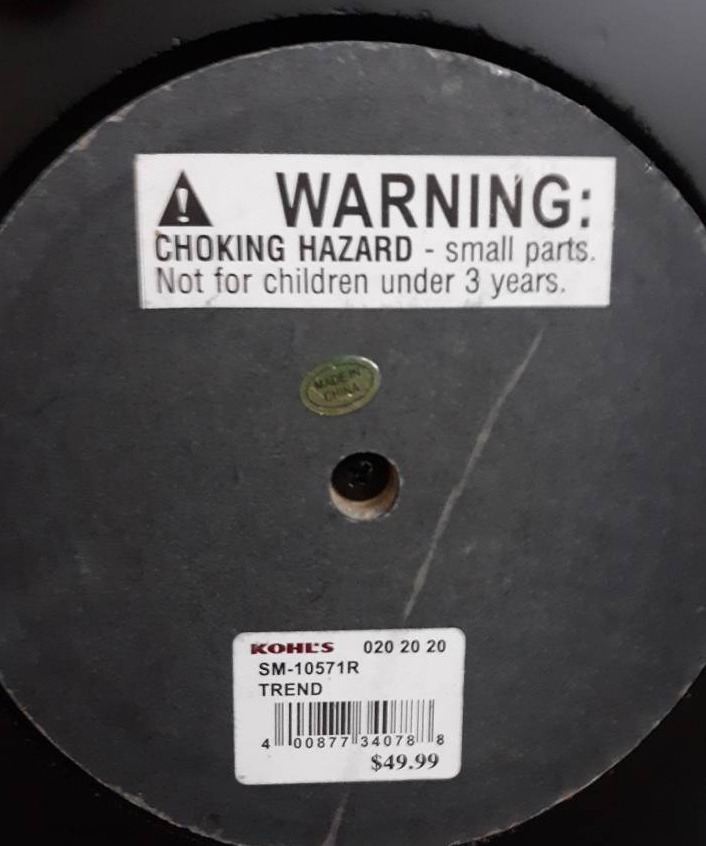 WARNING:
CHOKING HAZARD - small parts.
Not for children under 3 years.
MADE IN
CHINA
KOHL'S 020 20 20
SM-10571R
TREND
4 00877 34078 8
$49.99